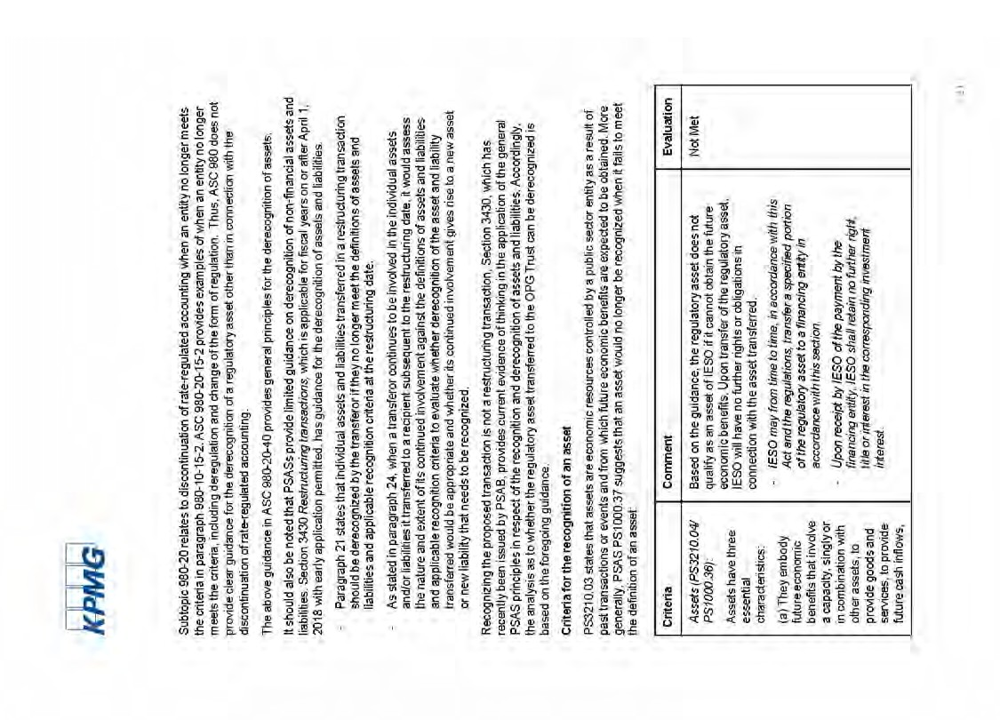 KPMG
Subtopic 980-20 relates to discontinuation of rate-regulated accounting when an entity no longer meets
the criteria in paragraph 980-10-15-2. ASC 980-20-15-2 provides examples of when an entity no longer
meets the criteria, including deregulation and change of the form of regulation. Thus, ASC 980 does not
provide clear guidance for the derecognition of a regulatory asset other than in connection with the
discontinuation of rate-regulated accounting.
The above guidance in ASC 980-20-40 provides general principles for the derecognition of assets.
It should also be noted that PSASs provide limited guidance on derecognition of non-financial assets and
liabilities. Section 3430 Restructuring transactions, which is applicable for fiscal years on or after April 1,
2018 with early application permitted, has guidance for the derecognition of assets and liabilities.
- Paragraph 21 states that individual assets and liabilities transferred in a restructuring transaction
should be derecognized by the transferor if they no longer meet the definitions of assets and
liabilities and applicable recognition criteria at the restructuring date.
- As stated in paragraph 24, when a transferor continues to be involved in the individual assets
and/or liabilities it transferred to a recipient subsequent to the restructuring date, it would assess
the nature and extent of its continued involvement against the definitions of assets and liabilities
and applicable recognition criteria to evaluate whether derecognition of the asset and liability
transferred would be appropriate and whether its continued involvement gives rise to a new asset
or new liability that needs to be recognized.
Recognizing the proposed transaction is not a restructuring transaction, Section 3430, which has
recently been issued by PSAB, provides current evidence of thinking in the application of the general
PSAS principles in respect of the recognition and derecognition of assets and liabilities. Accordingly,
the analysis as to whether the regulatory asset transferred to the OPG Trust can be derecognized is
based on the foregoing guidance.
Criteria for the recognition of an asset
PS3210.03 states that assets are economic resources controlled by a public sector entity as a result of
past transactions or events and from which future economic benefits are expected to be obtained. More
generally, PSAS PS1000.37 suggests that an asset would no longer be recognized when it fails to meet
the definition of an asset:
Criteria
Comment
Evaluation
Assets (PS3210.04/
PS1000.36):
Assets have three
essential
characteristics:
(a) They embody
future economic
benefits that involve
a capacity, singly or
in combination with
other assets, to
provide goods and
services, to provide
future cash inflows,
Based on the guidance, the regulatory asset does not
qualify as an asset of IESO if it cannot obtain the future
economic benefits. Upon transfer of the regulatory asset,
IESO will have no further rights or obligations in
connection with the asset transferred.
- IESO may from time to time, in accordance with this
Act and the regulations, transfer a specified portion
of the regulatory asset to a financing entity in
accordance with this section.
- Upon receipt by IESO of the payment by the
financing entity, IESO shall retain no further right,
title or interest in the corresponding investment
interest.
Not Met